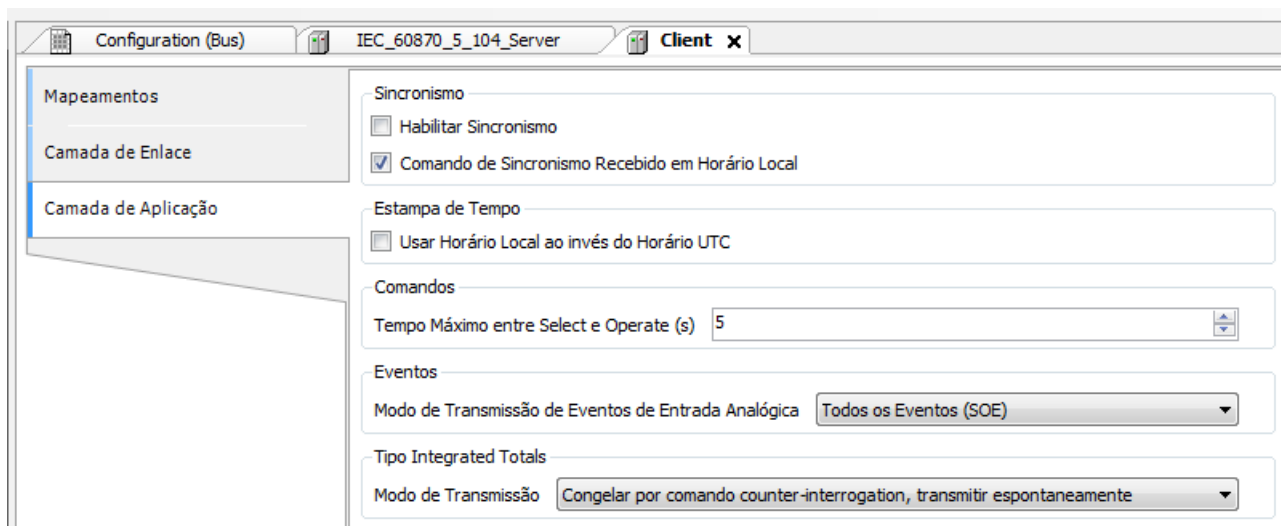 Configuration (Bus) IEC_60870_5_104_Server Client x
Mapeamentos
Camada de Enlace
Camada de Aplicação
Sincronismo
Habilitar Sincronismo
Comando de Sincronismo Recebido em Horário Local
Estampa de Tempo
Usar Horário Local ao invés do Horário UTC
Comandos
Tempo Máximo entre Select e Operate (s) 5
Eventos
Modo de Transmissão de Eventos de Entrada Analógica Todos os Eventos (SOE)
Tipo Integrated Totals
Modo de Transmissão Congelar por comando counter-interrogation, transmitir espontaneamente